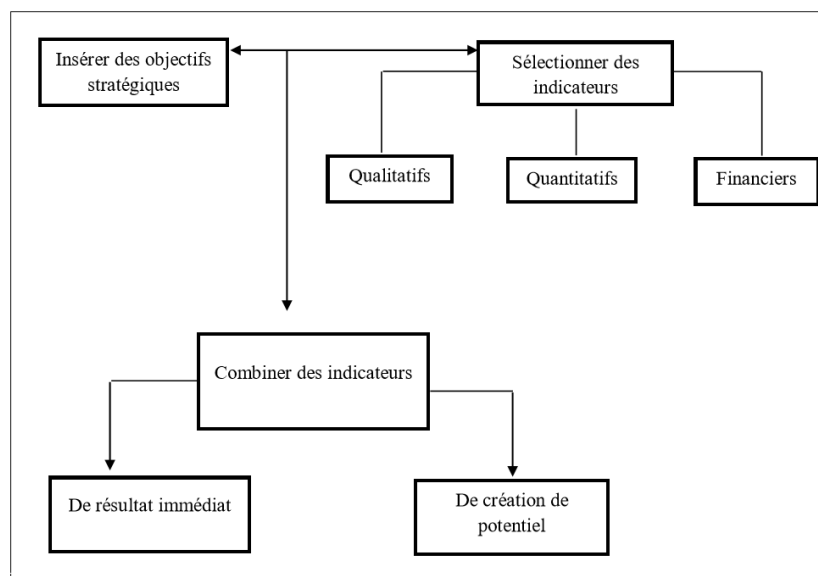 Insérer des objectifs
stratégiques
Sélectionner des
indicateurs
Qualitatifs
Quantitatifs
Financiers
Combiner des indicateurs
De résultat immédiat
De création de
potentiel